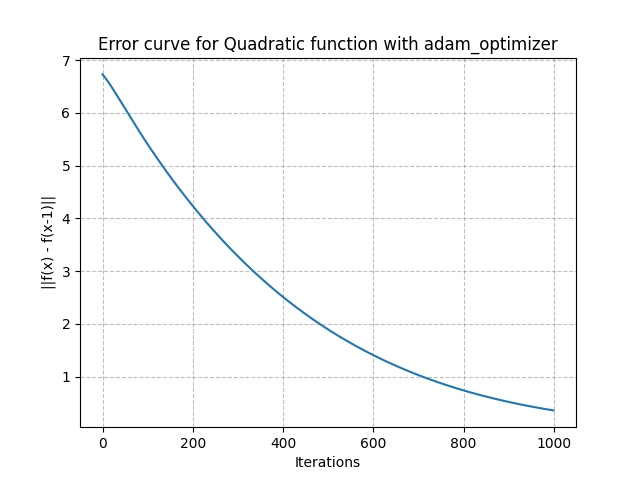 Error curve for Quadratic function with adam_optimizer
7
6
5
4
3
2
1
||f(x) - f(x-1)||
0 200 400 600 800 1000
Iterations